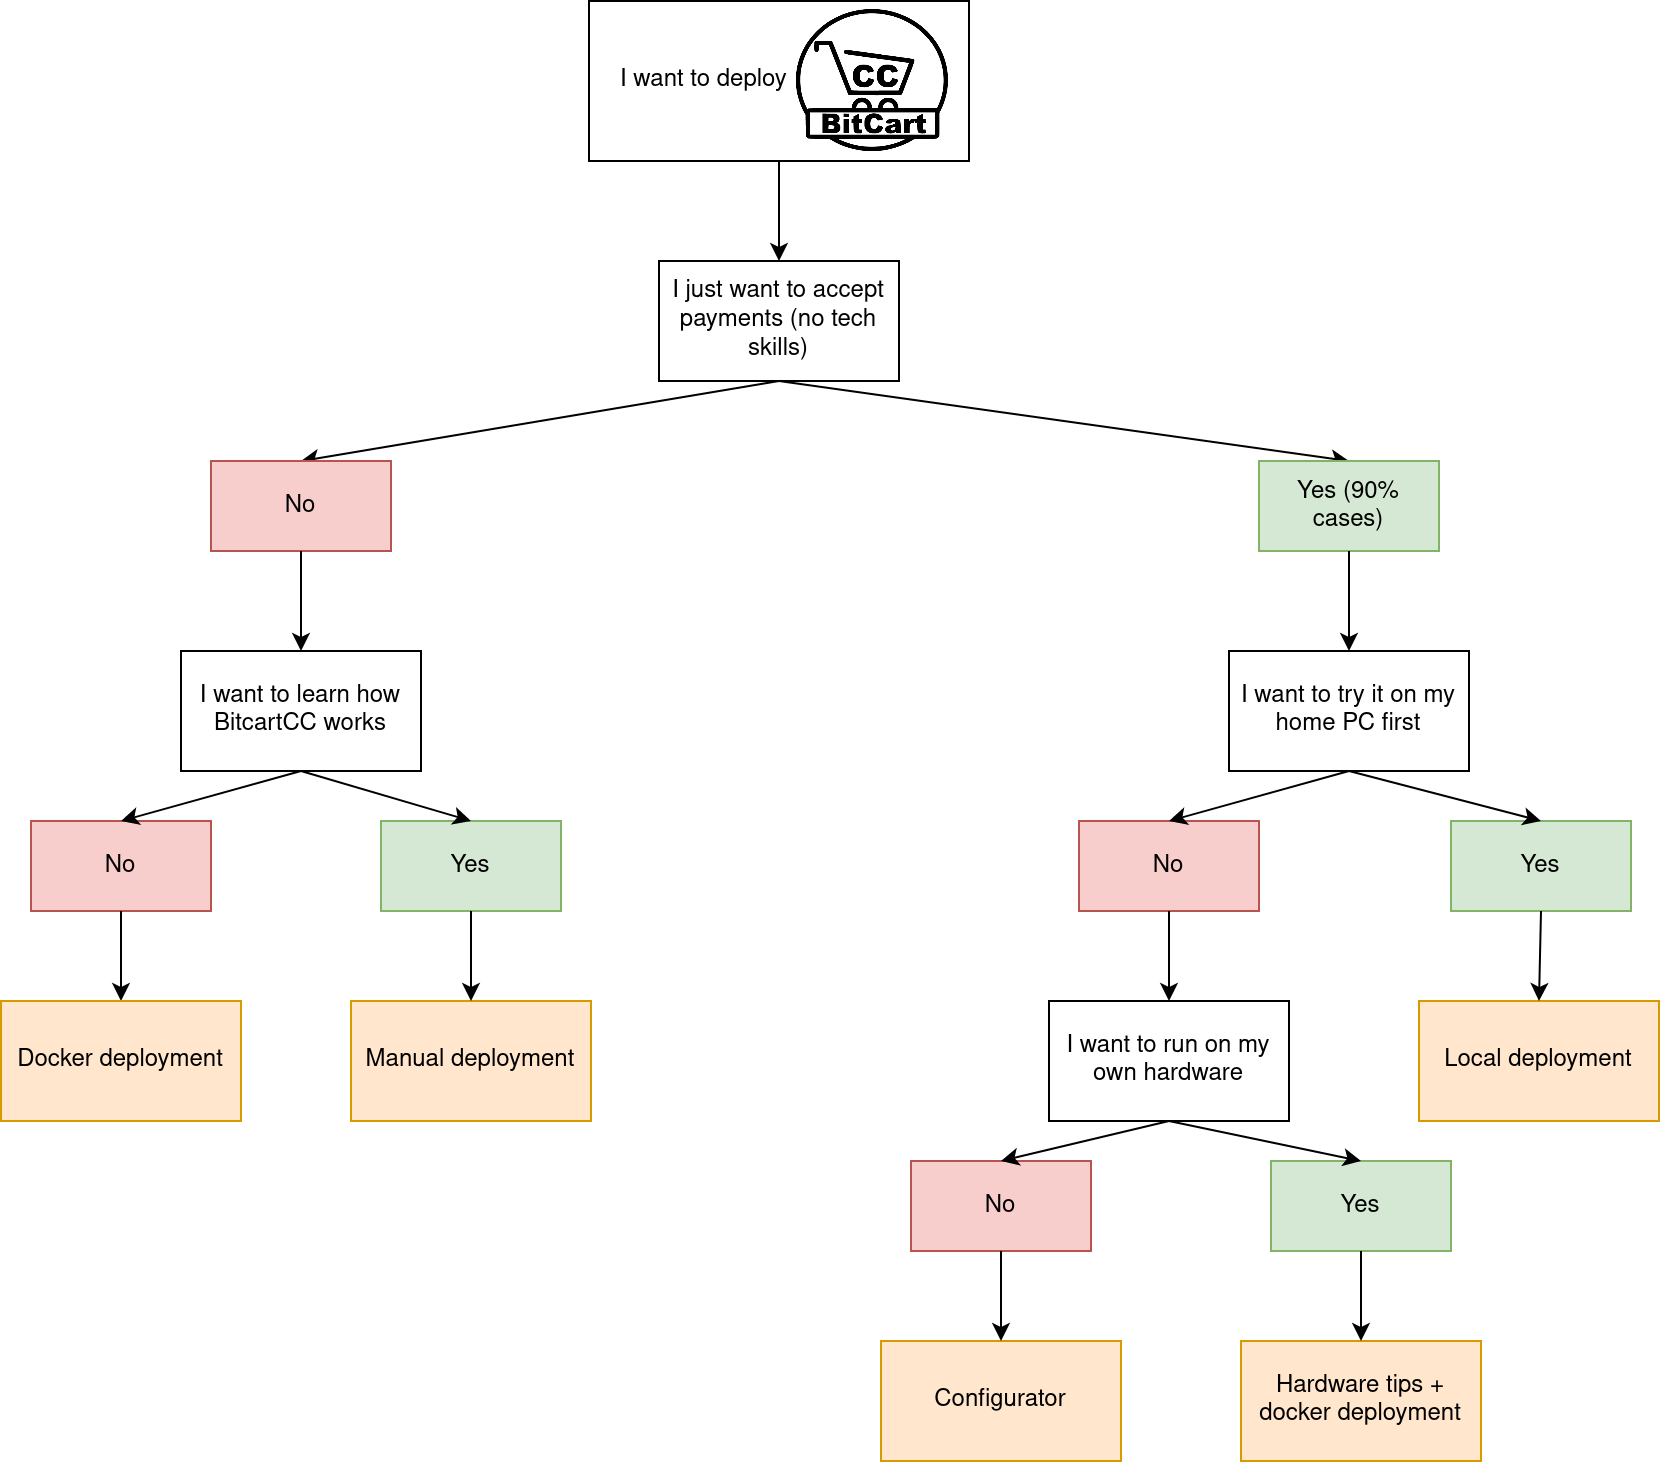 I want to deploy
CC
BitCart
I just want to accept
payments (no tech
skills)
No
Yes (90%
cases)
I want to learn how
BitcartCC works
I want to try it on my
home PC first
No
Yes
No
Yes
Docker deployment
Manual deployment
I want to run on my
own hardware
Local deployment
No
Yes
Configurator
Hardware tips +
docker deployment